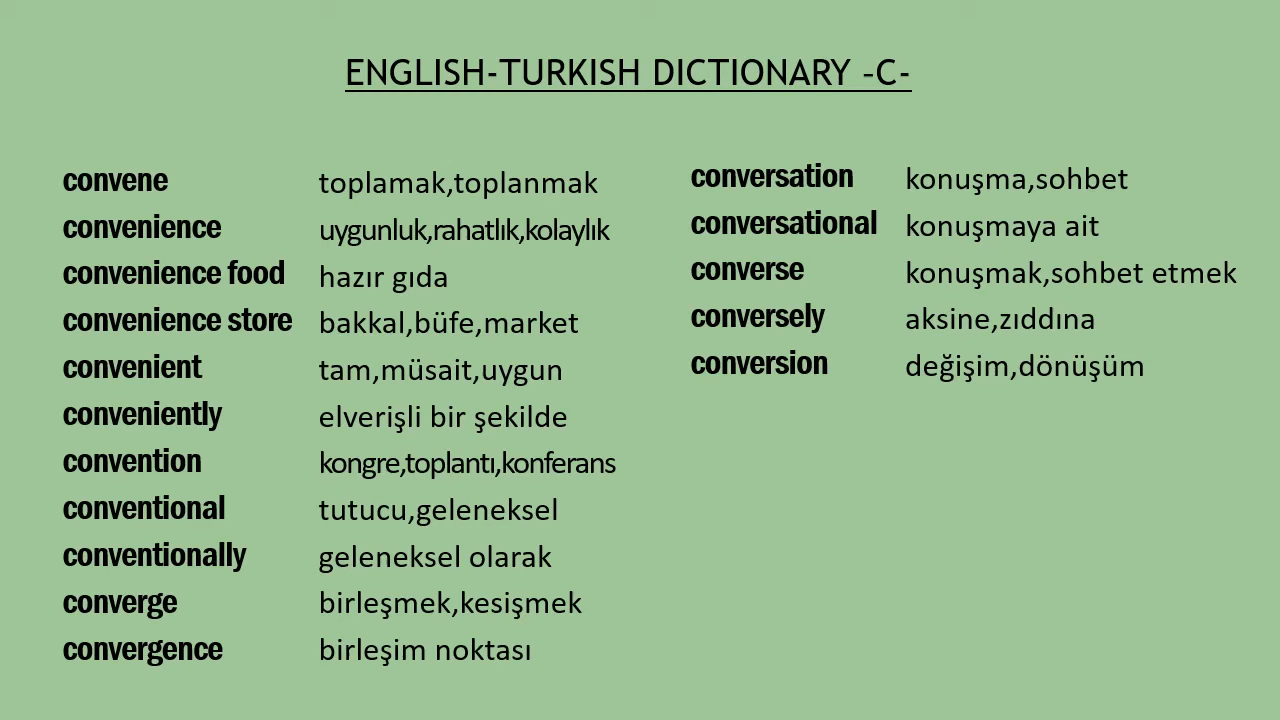 ENGLISH-TURKISH DICTIONARY –C-
convene toplamak,toplanmak
convenience uygunluk,rahatlık,kolaylık
convenience food hazır gıda
convenience store bakkal,büfe,market
convenient tam,müsait,uygun
conveniently elverişli bir şekilde
convention kongre,toplantı,konferans
conventional tutucu,geleneksel
conventionally geleneksel olarak
converge birleşmek,kesişmek
convergence birleşim noktası
conversation konuşma,sohbet
conversational konuşmaya ait
converse konuşmak,sohbet etmek
conversely aksine,zıddına
conversion değişim,dönüşüm